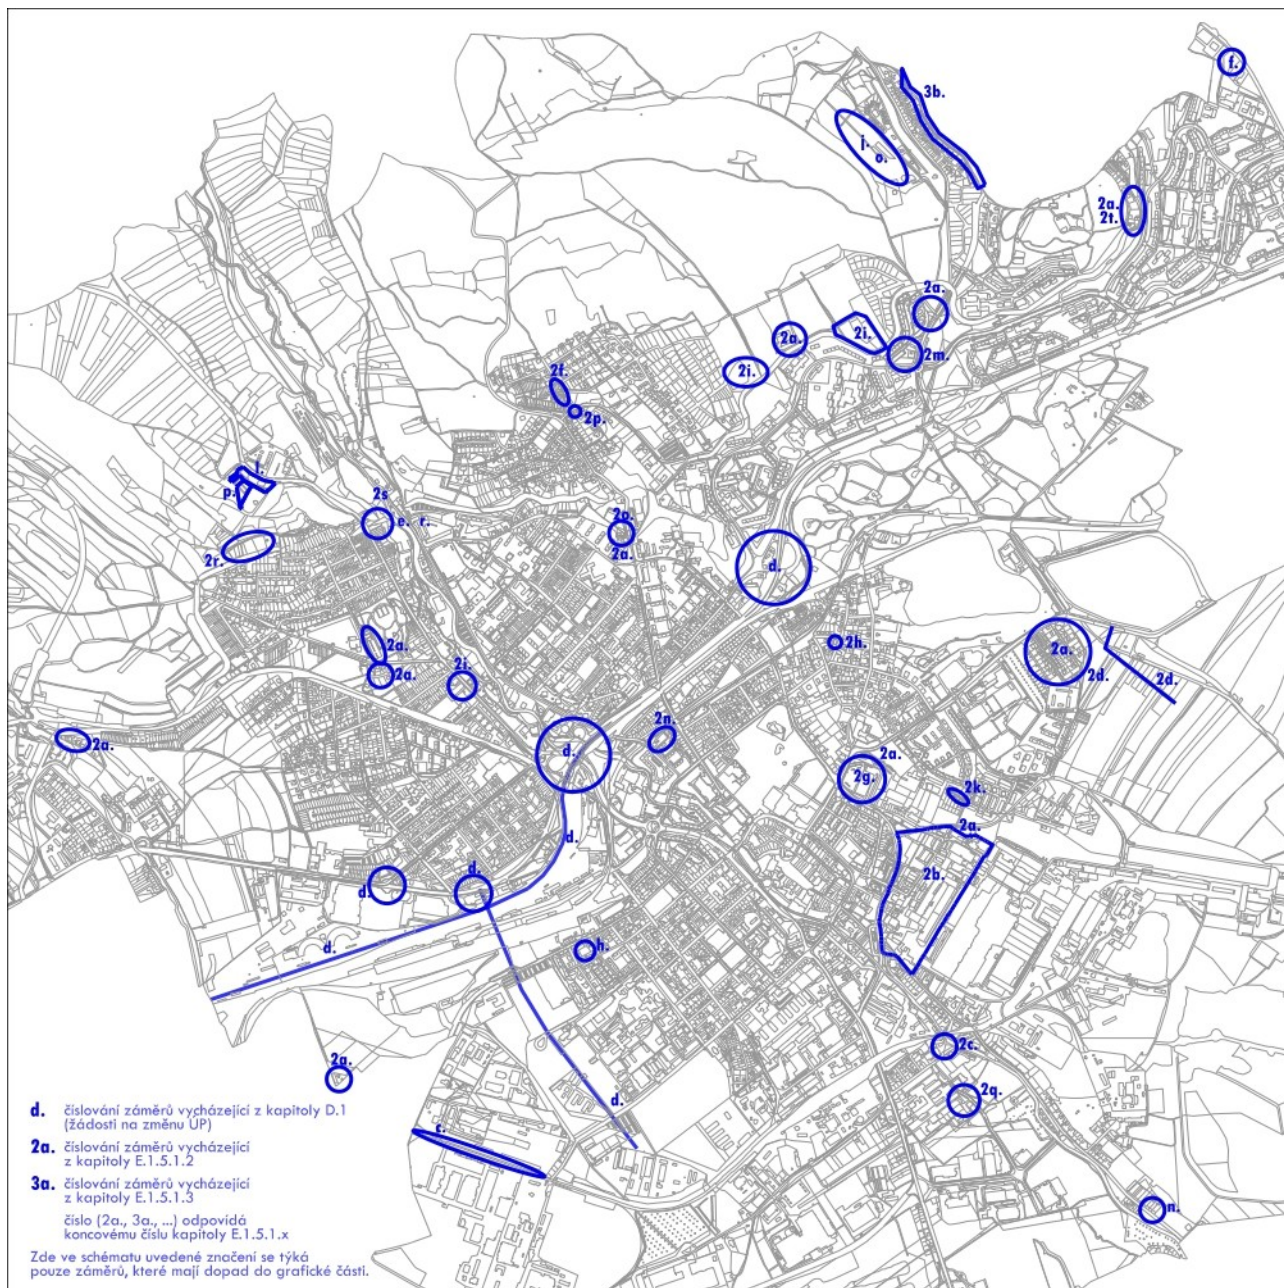 f.
3b.
j.
o.
2a.
2t.
2a.
2a.
2i.
2m.
2i.
2f.
2p.
l.
p.
2s
e. r.
2o.
2a.
2r.
d.
2h.
2a.
2a.
2d.
2d.
2a.
2i.
2n.
d.
2a.
2a.
2g.
2k.
2a.
d.
2b.
d.
d.
d.
h.
2c.
2a.
2q.
d.
c.
n.
d. číslování záměrů vycházející z kapitoly D.1
(žádosti na změnu ÚP)
2a. číslování záměrů vycházející
z kapitoly E.1.5.1.2
3a. číslování záměrů vycházející
z kapitoly E.1.5.1.3
číslo (2a., 3a., ...) odpovídá
koncovému číslu kapitoly E.1.5.1.x
Zde ve schématu uvedené značení se týká
pouze záměrů, které mají dopad do grafické části.